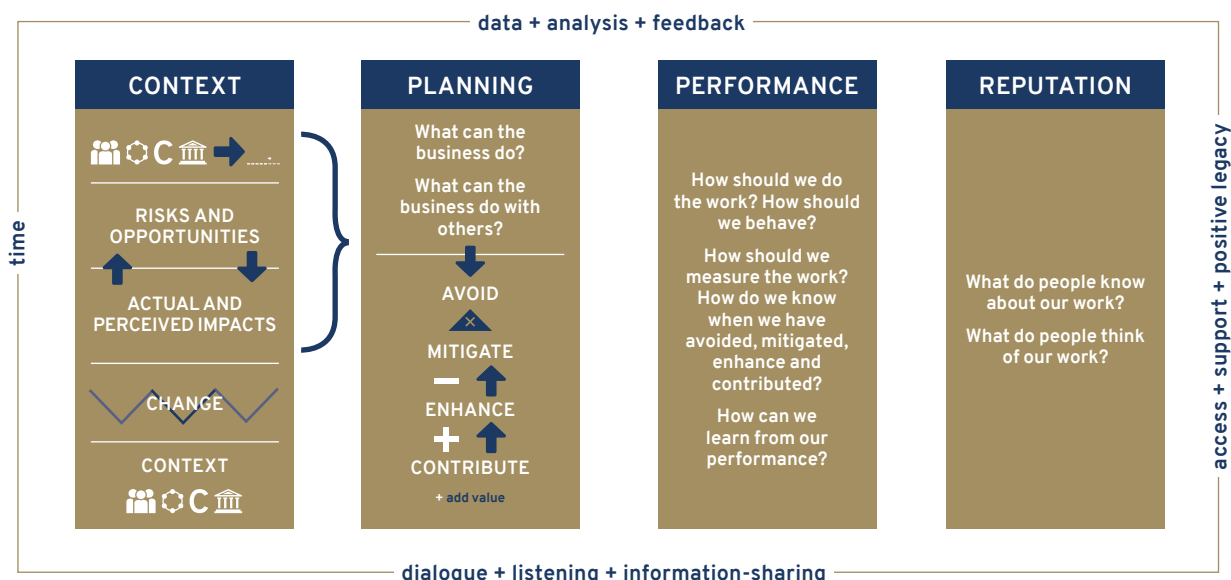 data + analysis + feedback
time
CONTEXT
C
RISKS AND
OPPORTUNITIES
ACTUAL AND
PERCEIVED IMPACTS
CHANGE
CONTEXT
C
PLANNING
What can the
business do?
What can the
business do with
others?
AVOID
MITIGATE
ENHANCE
CONTRIBUTE
+ add value
PERFORMANCE
How should we do
the work? How should
we behave?
How should we
measure the work?
How do we know
when we have
avoided, mitigated,
enhance and
contributed?
How can we
learn from our
performance?
REPUTATION
What do people know
about our work?
What do people think
of our work?
access + support + positive legacy
dialogue + listening + information-sharing